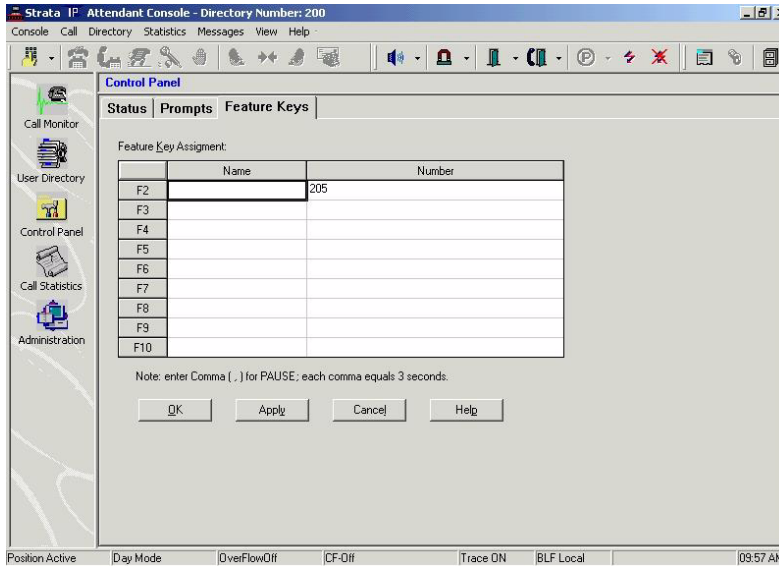 Strata IP Attendant Console - Directory Number: 200
Console Call Directory Statistics Messages View Help
Control Panel
Status Prompts Feature Keys
Call Monitor
User Directory
Control Panel
Call Statistics
Administration
Feature Key Assignment:
Name Number
F2 205
F3
F4
F5
F6
F7
F8
F9
F10
Note: enter Comma ( , ) for PAUSE; each comma equals 3 seconds.
OK Apply Cancel Help
Position Active Day Mode OverFlowOff CF-Off Trace ON BLF Local 09:57 AM